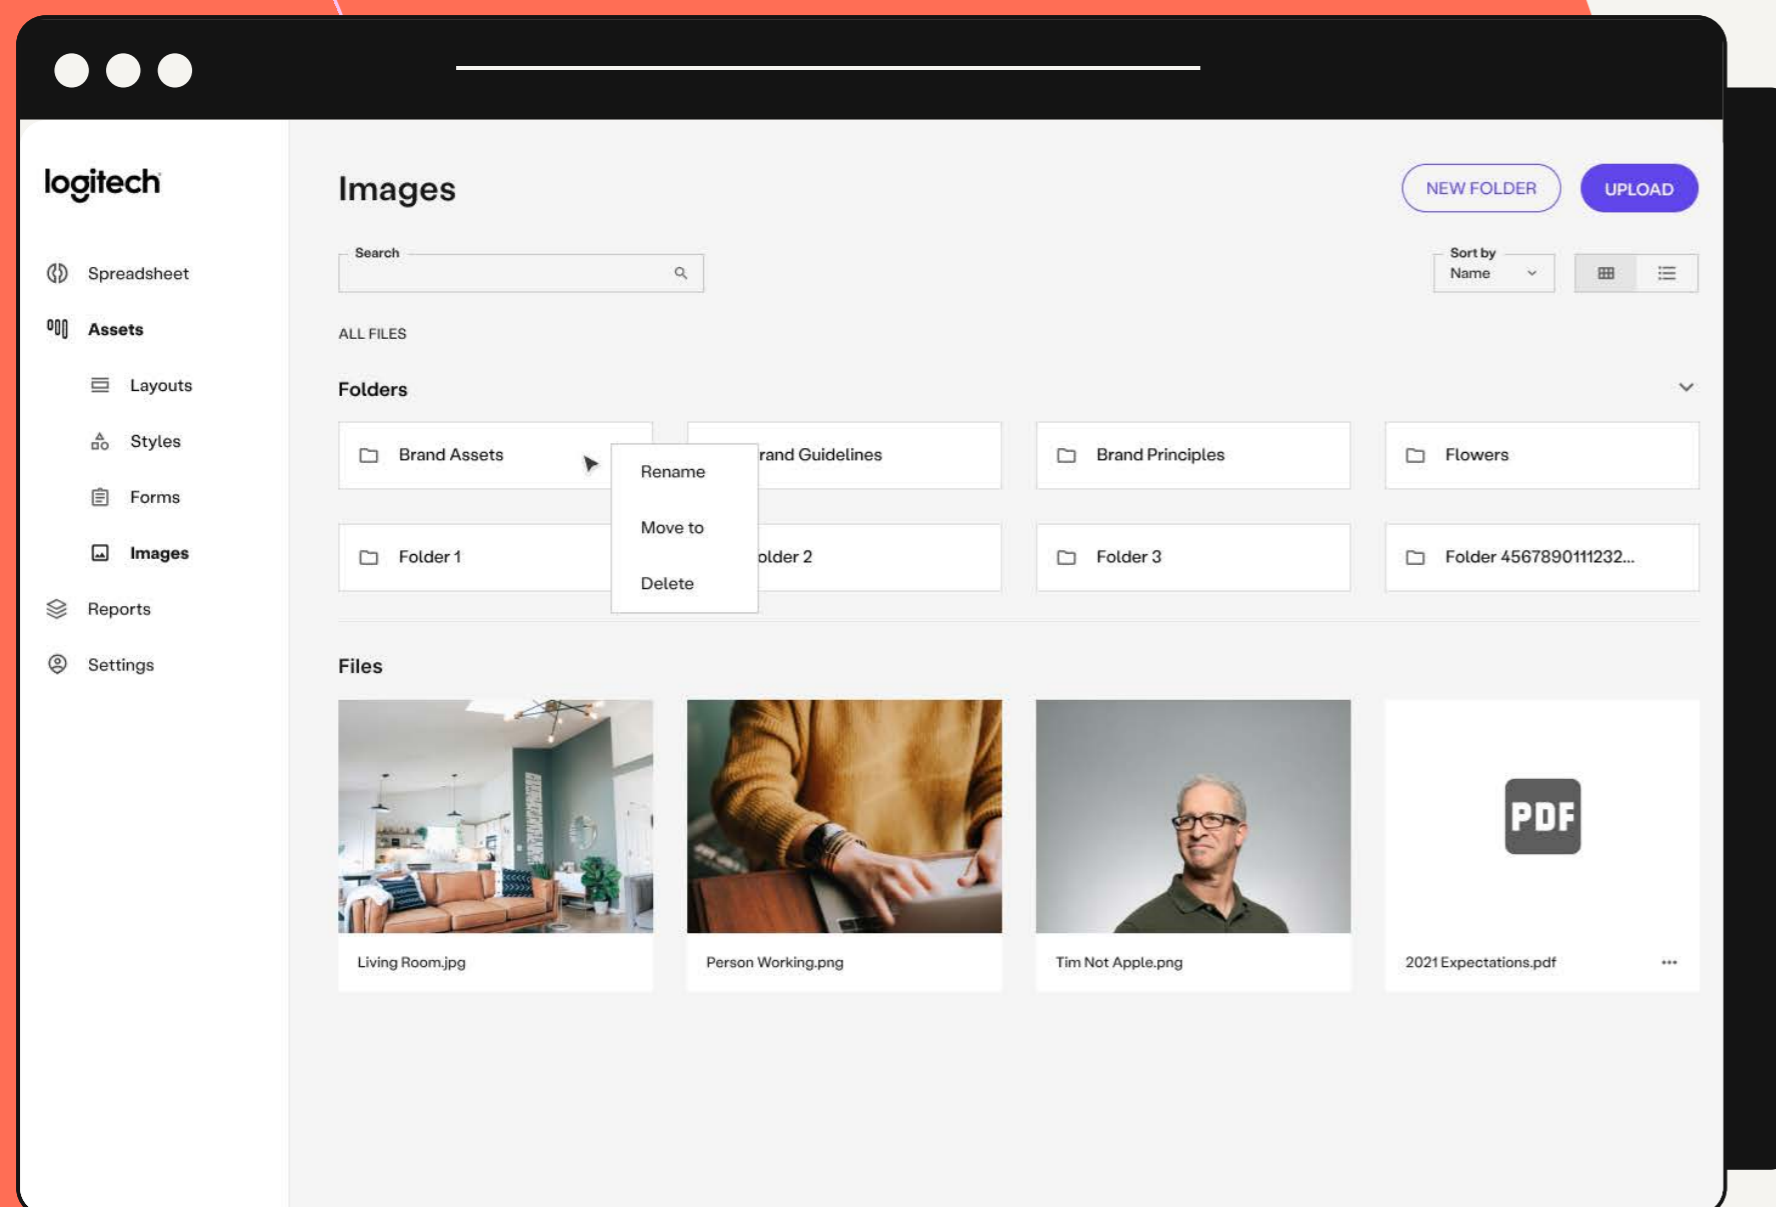 logitech
Spreadsheet
Assets
Layouts
Styles
Forms
Images
Reports
Settings
Images
NEW FOLDER
UPLOAD
Search
Sort by
Name
ALL FILES
Folders
Brand Assets
rand Guidelines
Brand Principles
Flowers
Rename
Move to
Delete
Folder 1
older 2
Folder 3
Folder 4567890111232...
Files
PDF
Living Room.jpg
Person Working.png
Tim Not Apple.png
2021 Expectations.pdf